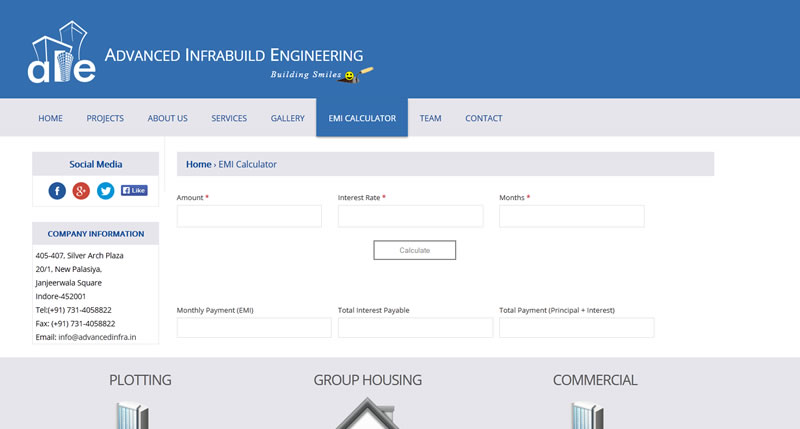 aie
ADVANCED INFRABUILD ENGINEERING
Building Smiles
HOME PROJECTS ABOUT US SERVICES GALLERY EMI CALCULATOR TEAM CONTACT
Social Media
Home › EMI Calculator
f g+ f Like
Amount * Interest Rate * Months *
Calculate
COMPANY INFORMATION
405-407, Silver Arch Plaza
20/1, New Palasiya,
Janjeerwala Square
Indore-452001
Tel:(+91) 731-4058822
Fax: (+91) 731-4058822
Email: info@advancedinfra.in
Monthly Payment (EMI) Total Interest Payable Total Payment (Principal + Interest)
PLOTTING GROUP HOUSING COMMERCIAL